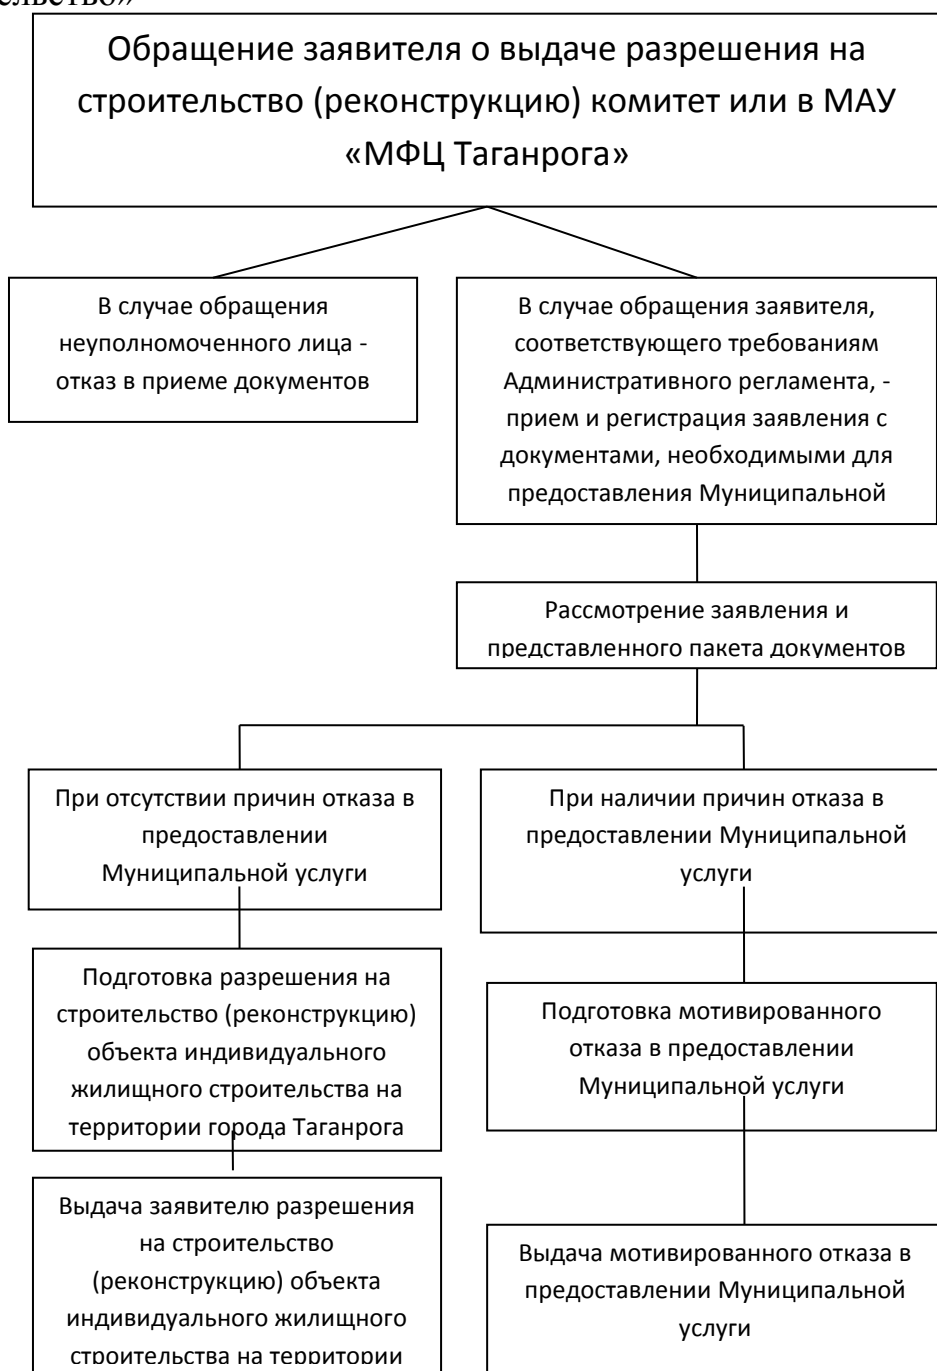 ельство»
Обращение заявителя о выдаче разрешения на
строительство (реконструкцию) комитет или в МАУ
«МФЦ Таганрога»
В случае обращения
неуполномоченного лица -
отказ в приеме документов
В случае обращения заявителя,
соответствующего требованиям
Административного регламента, -
прием и регистрация заявления с
документами, необходимыми для
предоставления Муниципальной
Рассмотрение заявления и
представленного пакета документов
При отсутствии причин отказа в
предоставлении
Муниципальной услуги
При наличии причин отказа в
предоставлении Муниципальной
услуги
Подготовка разрешения на
строительство (реконструкцию)
объекта индивидуального
жилищного строительства на
территории города Таганрога
Подготовка мотивированного
отказа в предоставлении
Муниципальной услуги
Выдача заявителю разрешения
на строительство
(реконструкцию) объекта
индивидуального жилищного
строительства на территории
Выдача мотивированного отказа в
предоставлении Муниципальной
услуги